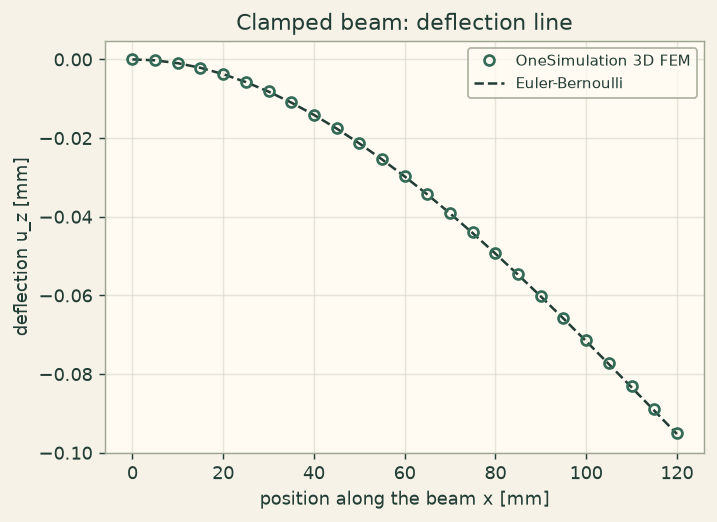 Clamped beam: deflection line
OneSimulation 3D FEM
Euler-Bernoulli
deflection u_z [mm]
0.00
−0.02
−0.04
−0.06
−0.08
−0.10
0 20 40 60 80 100 120
position along the beam x [mm]